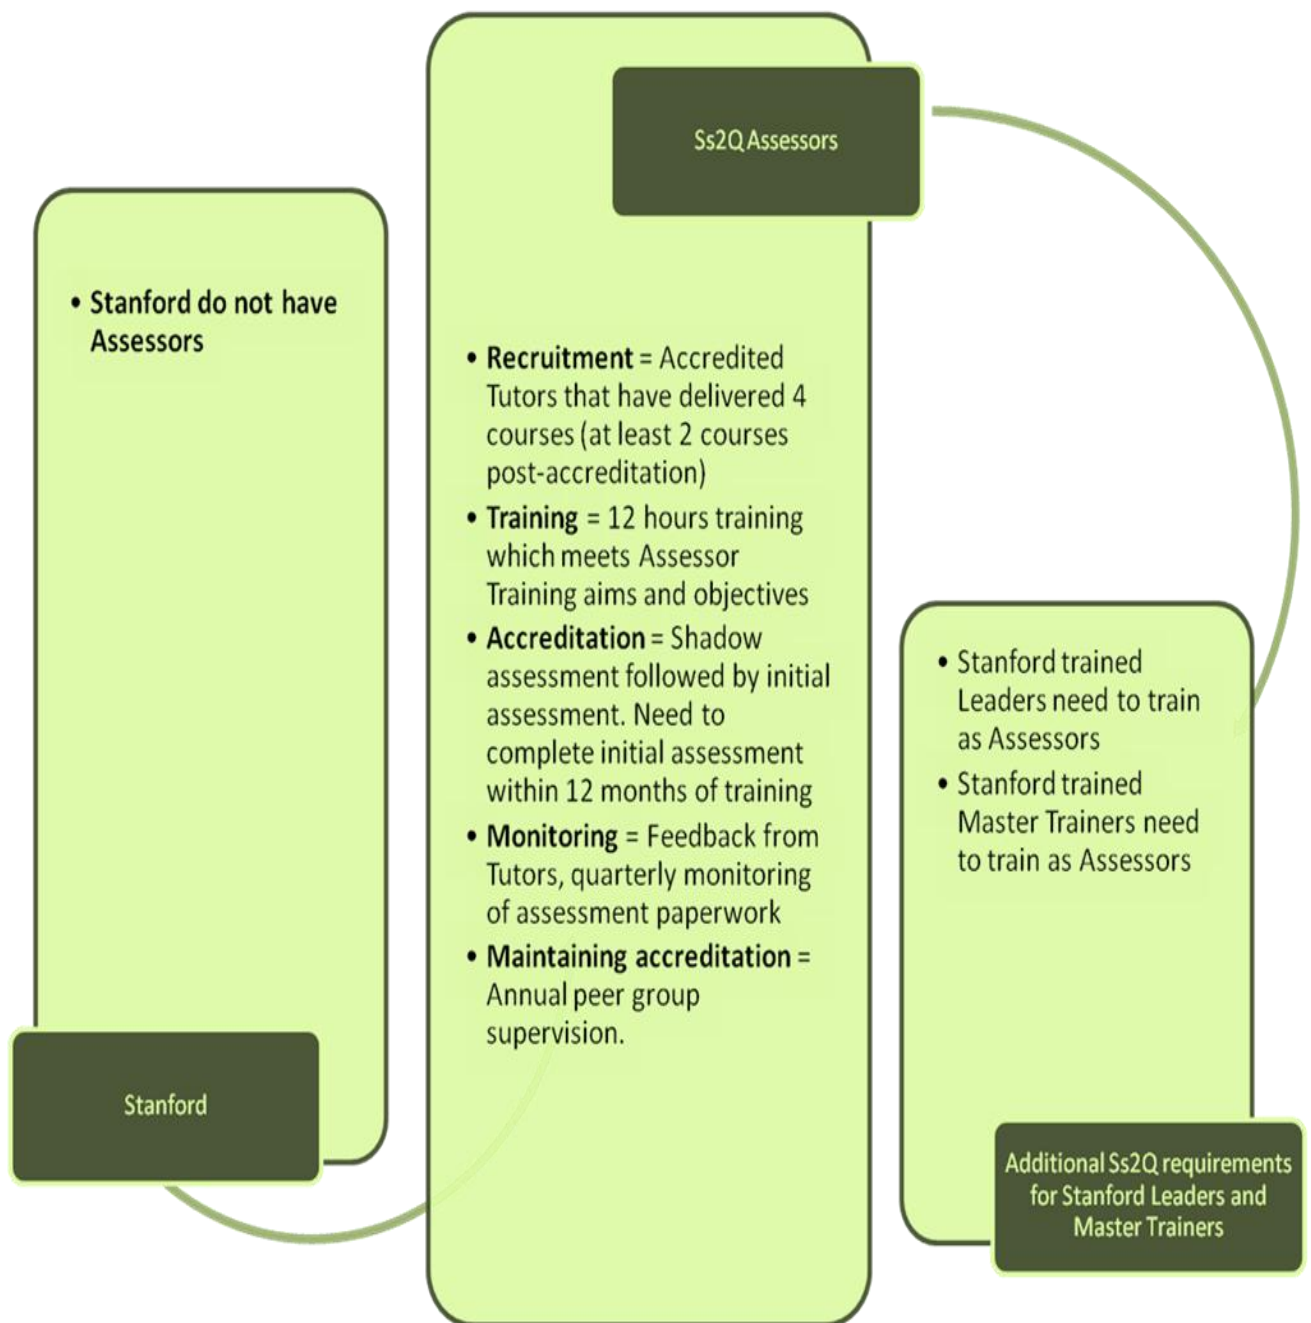 • Stanford do not have
Assessors
Stanford
Ss2Q Assessors
• Recruitment = Accredited
Tutors that have delivered 4
courses (at least 2 courses
post-accreditation)
• Training = 12 hours training
which meets Assessor
Training aims and objectives
• Accreditation = Shadow
assessment followed by initial
assessment. Need to
complete initial assessment
within 12 months of training
• Monitoring = Feedback from
Tutors, quarterly monitoring
of assessment paperwork
• Maintaining accreditation =
Annual peer group
supervision.
• Stanford trained
Leaders need to train
as Assessors
• Stanford trained
Master Trainers need
to train as Assessors
Additional Ss2Q requirements
for Stanford Leaders and
Master Trainers